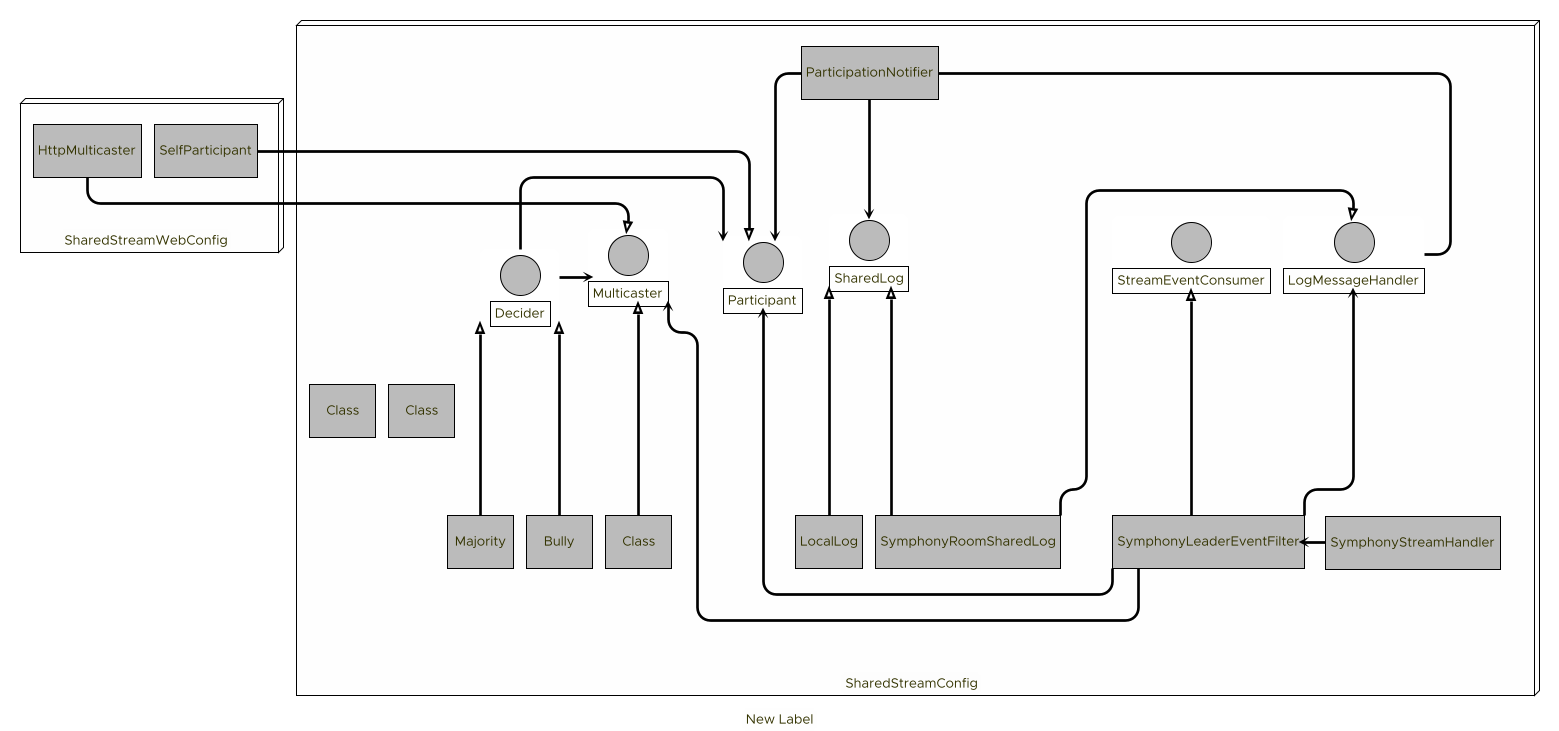 ParticipationNotifier
HttpMulticaster
SelfParticipant
SharedStreamWebConfig
Decider
Multicaster
Participant
SharedLog
StreamEventConsumer
LogMessageHandler
Class
Class
Majority
Bully
Class
LocalLog
SymphonyRoomSharedLog
SymphonyLeaderEventFilter
SymphonyStreamHandler
SharedStreamConfig
New Label